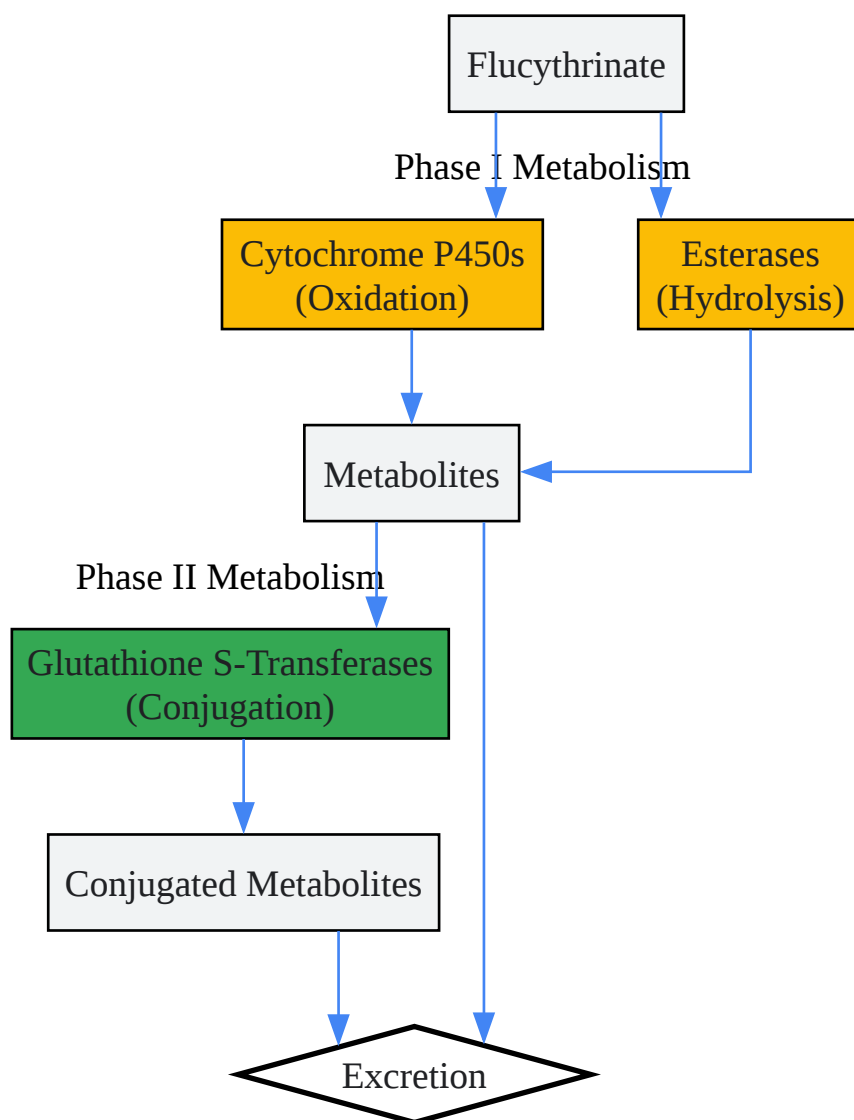 Flucythrinate
Phase I Metabolism
Cytochrome P450s
(Oxidation)
Esterases
(Hydrolysis)
Metabolites
Phase II Metabolism
Glutathione S-Transferases
(Conjugation)
Conjugated Metabolites
Excretion